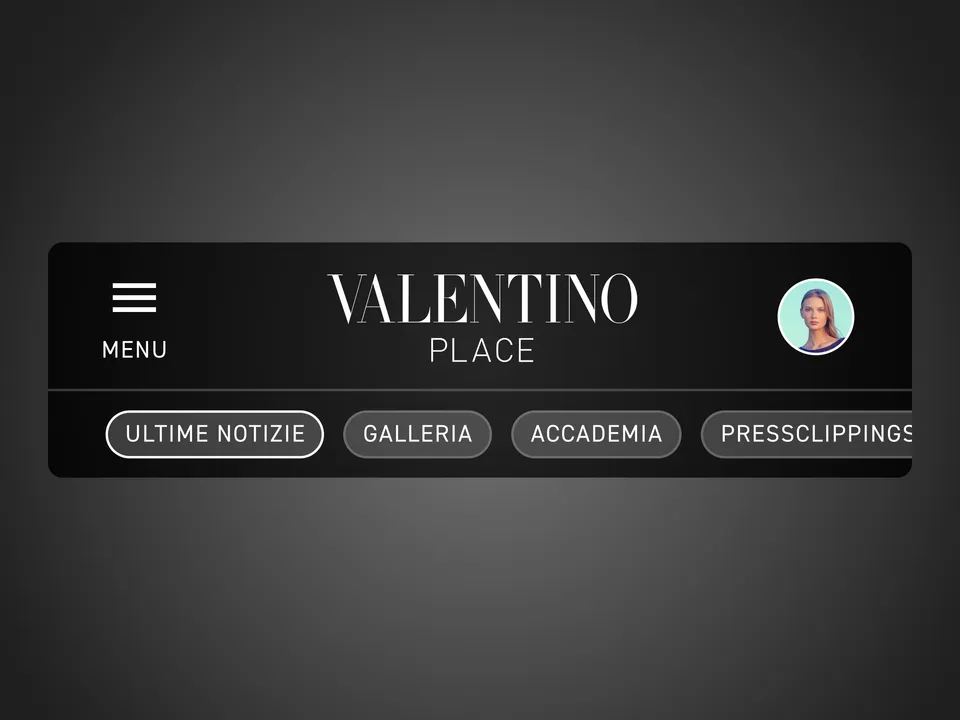 VALENTINO
PLACE
MENU
ULTIME NOTIZIE
GALLERIA
ACCADEMIA
PRESSCLIPPINGS